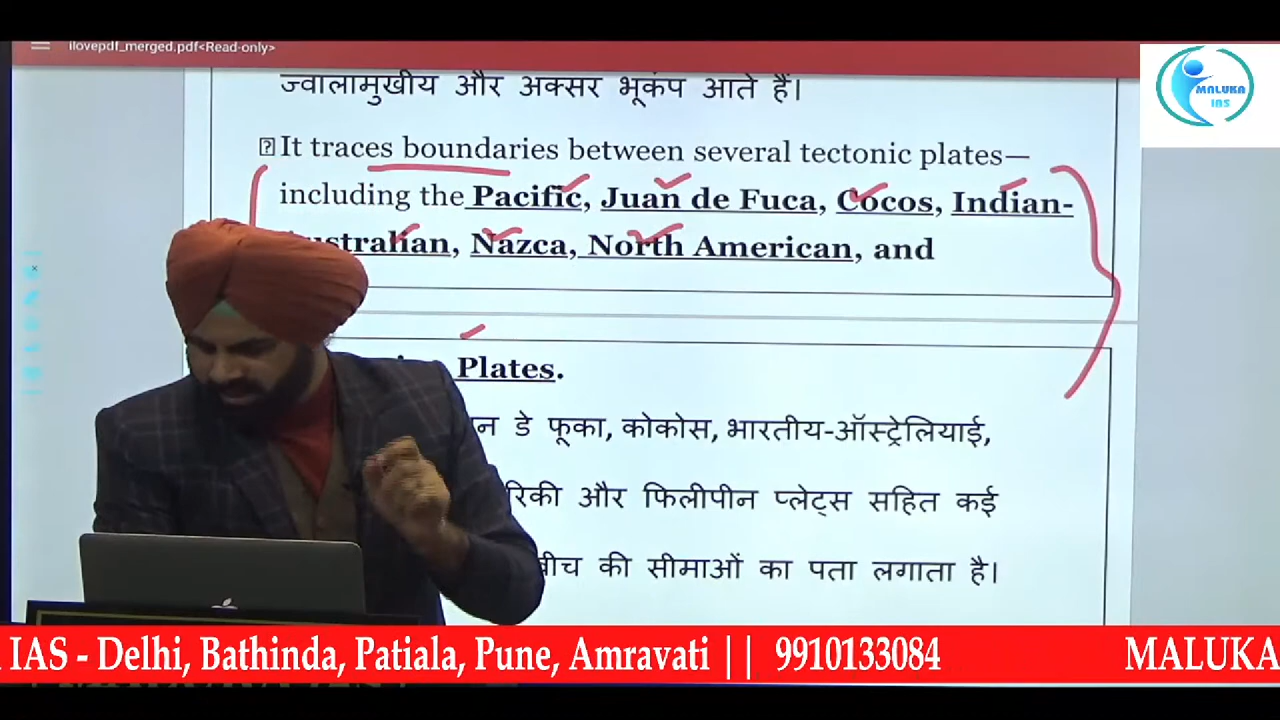 ilovepdf_merged.pdf<Read-only>
MALUKA
IAS
ज्वालामुखीय और अक्सर भूकंप आते हैं।
It traces boundaries between several tectonic plates—
including the Pacific, Juan de Fuca, Cocos, Indian-
ustralian, Nazca, North American, and
Plates.
न डे फूका, कोकोस, भारतीय-ऑस्ट्रेलियाई,
रिकी और फिलीपीन प्लेट्स सहित कई
बीच की सीमाओं का पता लगाता है।
IAS - Delhi, Bathinda, Patiala, Pune, Amravati || 9910133084 MALUKA